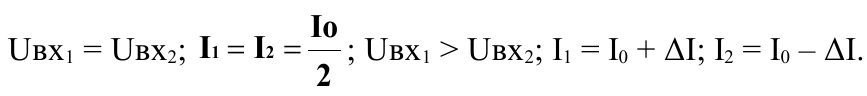 Uвх₁ = Uвх₂; I₁ = I₂ = Io/2; Uвх₁ > Uвх₂; I₁ = I₀ + ΔI; I₂ = I₀ – ΔI.